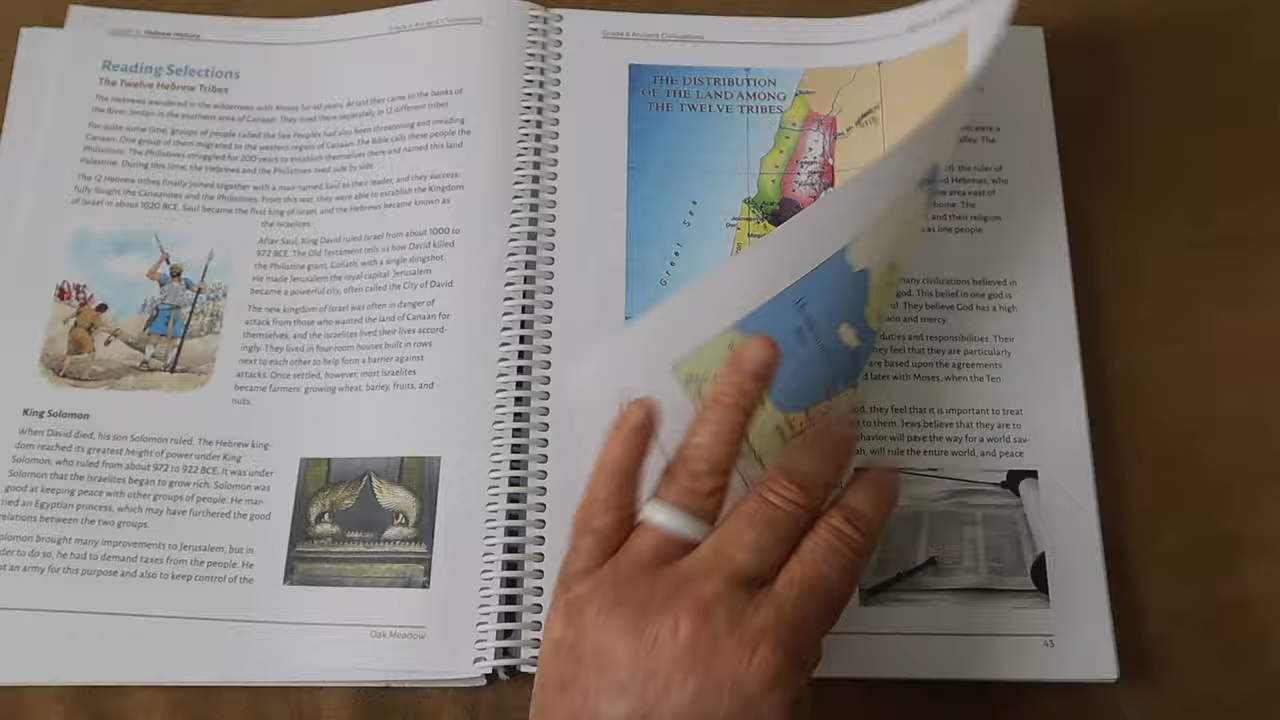 Hebrew History
Grade 6 Ancient Civilizations
Reading Selections
The Twelve Hebrew Tribes
The Hebrews wandered in the wilderness with Moses for 40 years. At last they came to the banks of
the River Jordan in the southern area of Canaan. They lived there separately in 12 different tribes
For quite some time, groups of people called the Sea Peoples had also been threatening and invading
Canaan. One group of them migrated to the western region of Canaan. The Bible calls these people the
Philistines. The Philistines struggled for 200 years to establish themselves there and named this land
Palestine. During this time, the Hebrews and the Philistines lived side by side.
The 12 Hebrew tribes finally joined together with a man named Saul as their leader, and they success-
fully fought the Canaanites and the Philistines. From this war, they were able to establish the Kingdom
of Israel in about 1020 BCE. Saul became the first king of Israel, and the Hebrews became known as
the Israelites.
After Saul, King David ruled Israel from about 1000 to
972 BCE. The Old Testament tells us how David killed
the Philistine giant, Goliath, with a single slingshot.
He made Jerusalem the royal capital. Jerusalem
became a powerful city, often called the City of David.
The new kingdom of Israel was often in danger of
attack from those who wanted the land of Canaan for
themselves, and the Israelites lived their lives accord-
ingly. They lived in four-room houses built in rows
next to each other to help form a barrier against
attacks. Once settled, however, most Israelites
became farmers, growing wheat, barley, fruits, and
nuts.
King Solomon
When David died, his son Solomon ruled. The Hebrew king-
dom reached its greatest height of power under King
Solomon, who ruled from about 972 to 922 BCE. It was under
Solomon that the Israelites began to grow rich. Solomon was
good at keeping peace with other groups of people. He mar-
ried an Egyptian princess, which may have furthered the good
relations between the two groups.
olomon brought many improvements to Jerusalem, but in
der to do so, he had to demand taxes from the people. He
pt an army for this purpose and also to keep control of the
Oak Meadow
Grade 6 Ancient Civilizations
THE DISTRIBUTION
OF THE LAND AMONG
THE TWELVE TRIBES
Great Sea
were a
The
the ruler of
Hebrews, who
area east of
home. The
and their religion
as one people
many civilizations believed in
god. This belief in one god is
They believe God has a high
and mercy.
duties and responsibilities. Their
they feel that they are particularly
are based upon the agreements
d later with Moses, when the Ten
they feel that it is important to treat
to them. Jews believe that they are to
behavior will pave the way for a world sav-
ah, will rule the entire world, and peace
43